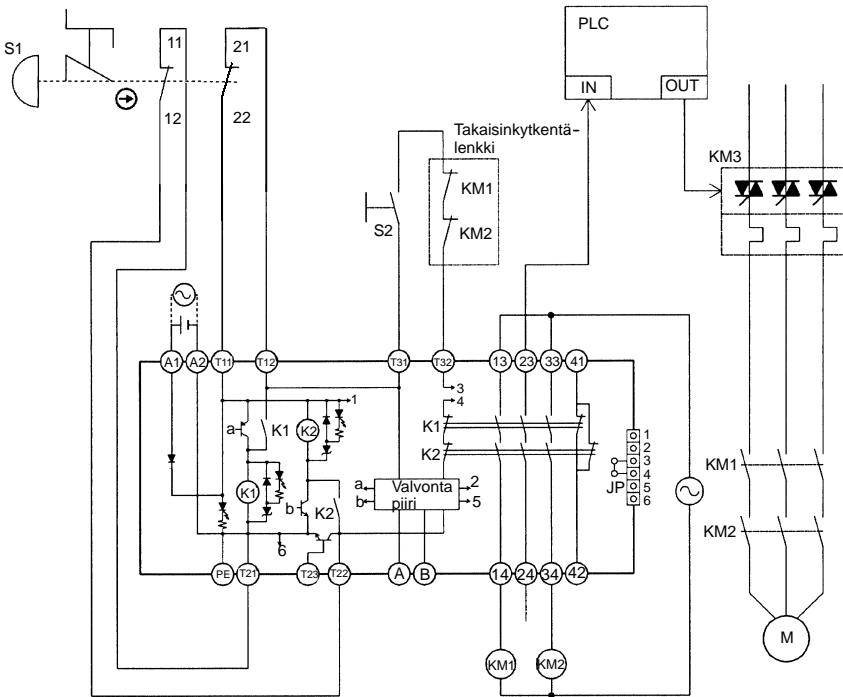 S1
11
21
12
22
PLC
IN
OUT
Takaisinkytkentä-
lenkki
KM1
KM2
S2
KM3
A1
A2
T11
T12
T31
T32
13
23
33
41
1
3
4
a
K1
K2
K1
K2
K1
b
K2
6
a
b
Valvonta
piiri
2
5
JP
1
2
3
4
5
6
KM1
KM2
PE
T21
T23
T22
A
B
14
24
34
42
KM1
KM2
M